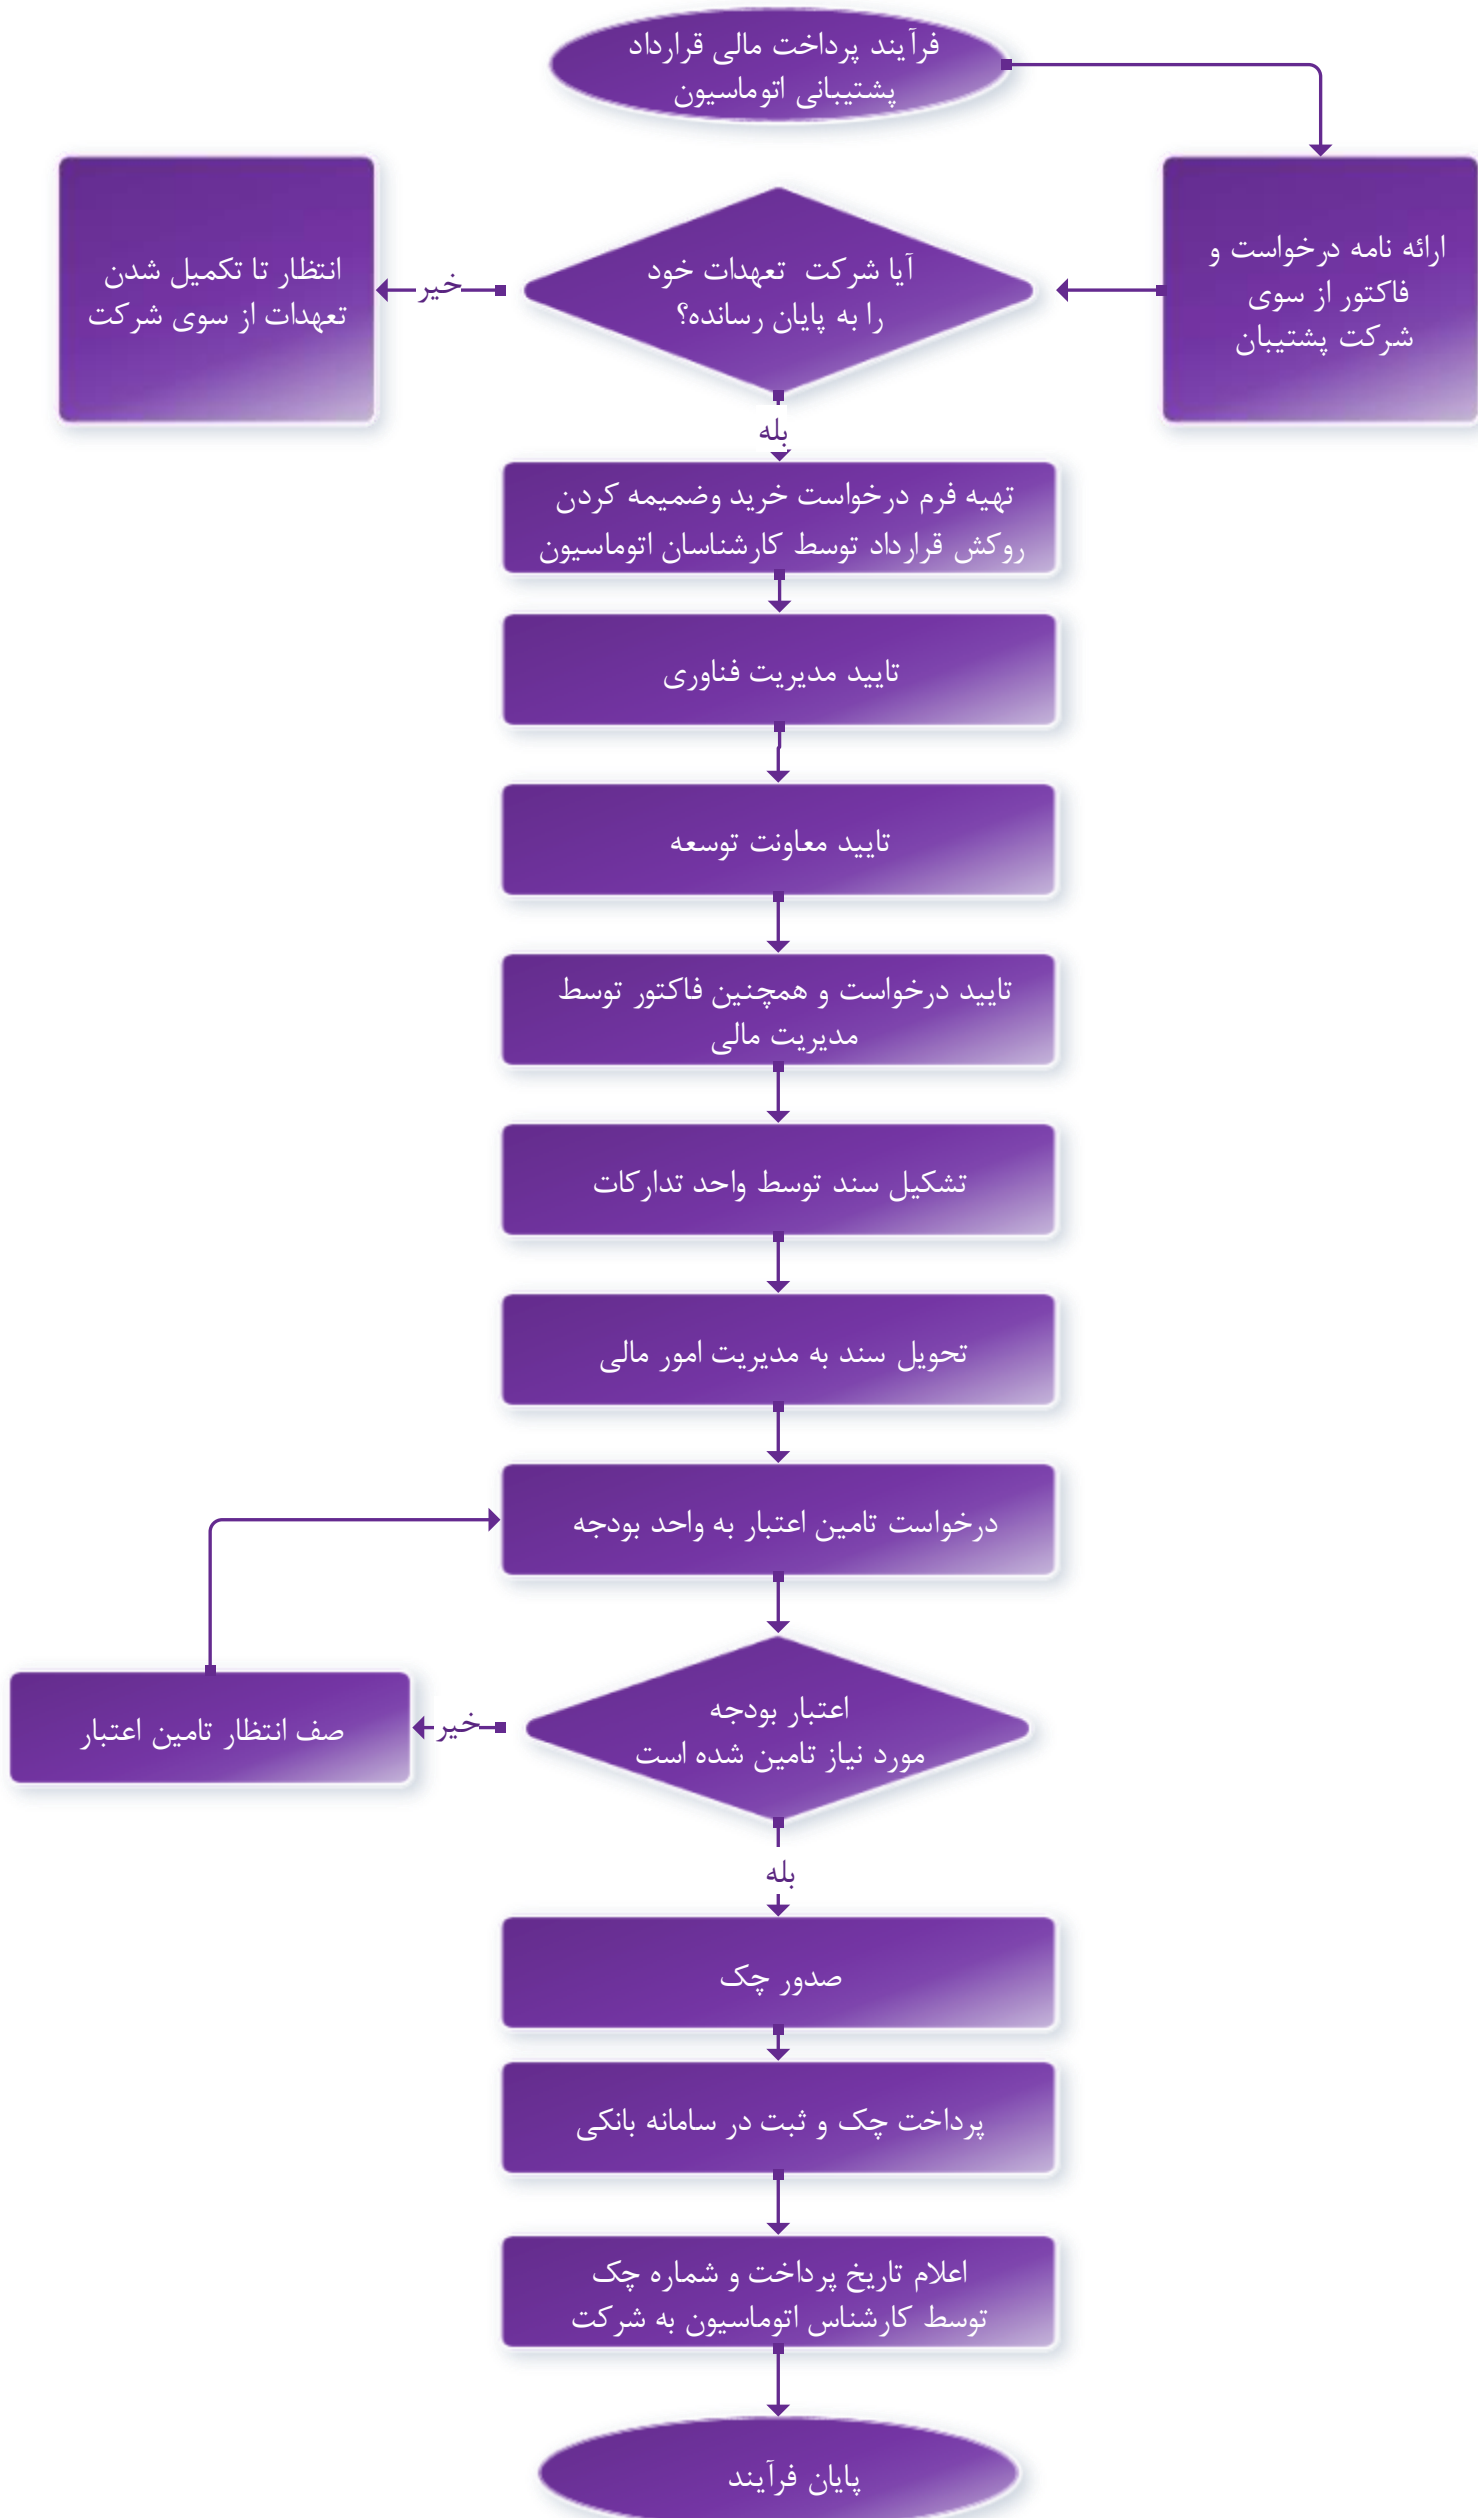 فرآیند پرداخت مالی قرارداد
پشتیبانی اتوماسیون
ارائه نامه درخواست و
فاکتور از سوی
شرکت پشتیبان
آیا شرکت تعهدات خود
را به پایان رسانده؟
خیر
انتظار تا تکمیل شدن
تعهدات از سوی شرکت
بله
تهیه فرم درخواست خرید وضمیمه کردن
روکش قرارداد توسط کارشناسان اتوماسیون
تایید مدیریت فناوری
تایید معاونت توسعه
تایید درخواست و همچنین فاکتور توسط
مدیریت مالی
تشکیل سند توسط واحد تدارکات
تحویل سند به مدیریت امور مالی
درخواست تامین اعتبار به واحد بودجه
اعتبار بودجه
مورد نیاز تامین شده است
خیر
صف انتظار تامین اعتبار
بله
صدور چک
پرداخت چک و ثبت در سامانه بانکی
اعلام تاریخ پرداخت و شماره چک
توسط کارشناس اتوماسیون به شرکت
پایان فرآیند